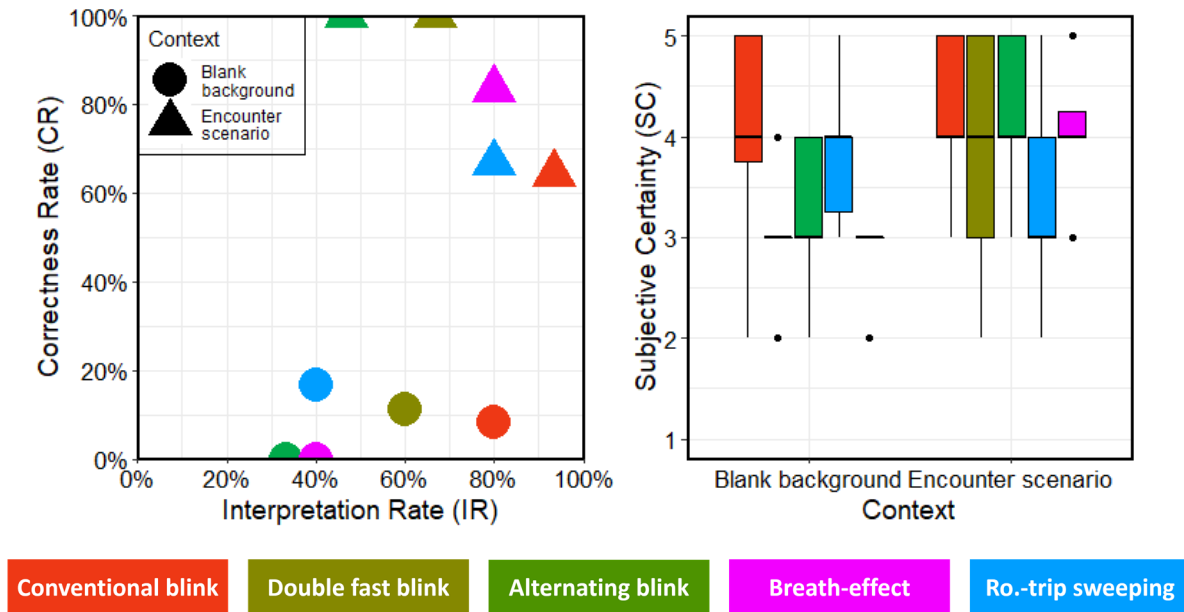 100%
80%
60%
40%
20%
0%
Correctness Rate (CR)
Context
Blank
background
Encounter
scenario
0%
20%
40%
60%
80%
100%
Interpretation Rate (IR)
5
4
3
2
1
Subjective Certainty (SC)
Blank background
Encounter scenario
Context
Conventional blink
Double fast blink
Alternating blink
Breath-effect
Ro.-trip sweeping